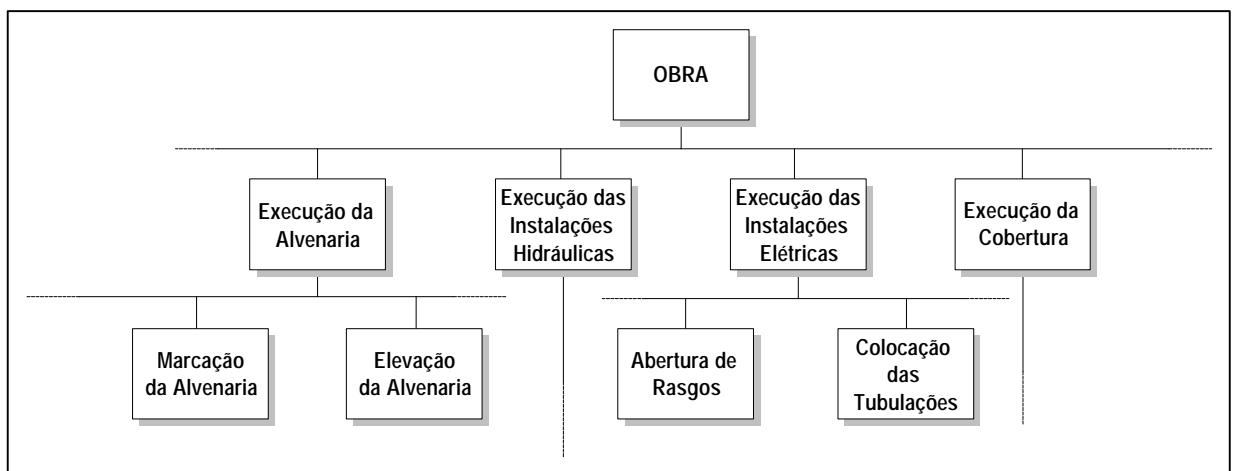 OBRA
Execução da
Alvenaria
Execução das
Instalações
Hidráulicas
Execução das
Instalações
Elétricas
Execução da
Cobertura
Marcação
da Alvenaria
Elevação
da Alvenaria
Abertura de
Rasgos
Colocação
das
Tubulações